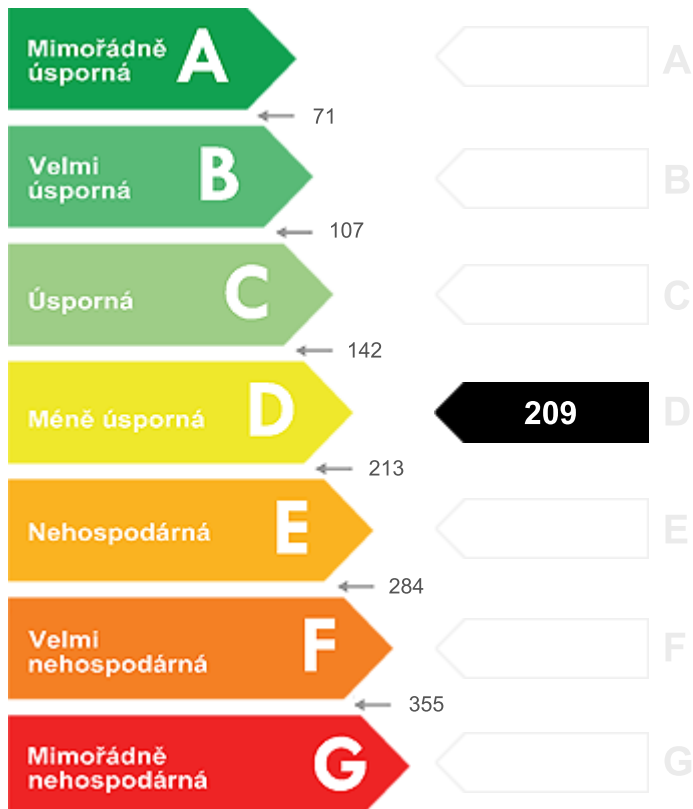 Mimořádně
úsporná
A
A
71
Velmi
úsporná
B
B
107
Úsporná
C
C
142
Méně úsporná
D
209
D
213
Nehospodárná
E
E
284
Velmi
nehospodárná
F
F
355
Mimořádně
nehospodárná
G
G